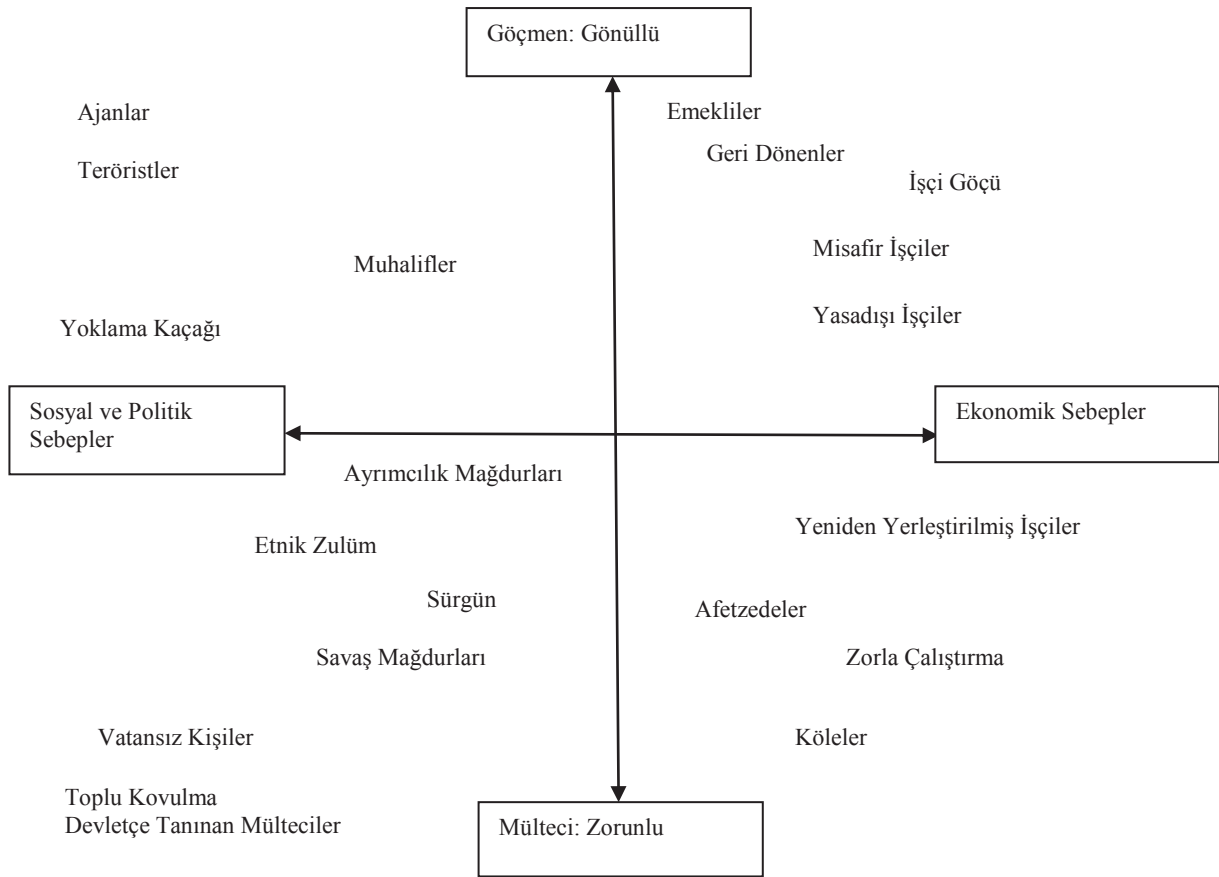 Göçmen: Gönüllü
Ajanlar
Emekliler
Geri Dönenler
Teröristler
İşçi Göçü
Misafir İşçiler
Muhalifler
Yasadışı İşçiler
Yoklama Kaçağı
Sosyal ve Politik
Sebepler
Ekonomik Sebepler
Ayrımcılık Mağdurları
Yeniden Yerleştirilmiş İşçiler
Etnik Zulüm
Sürgün
Afetzedeler
Savaş Mağdurları
Zorla Çalıştırma
Vatansız Kişiler
Köleler
Toplu Kovulma
Devletçe Tanınan Mülteciler
Mülteci: Zorunlu